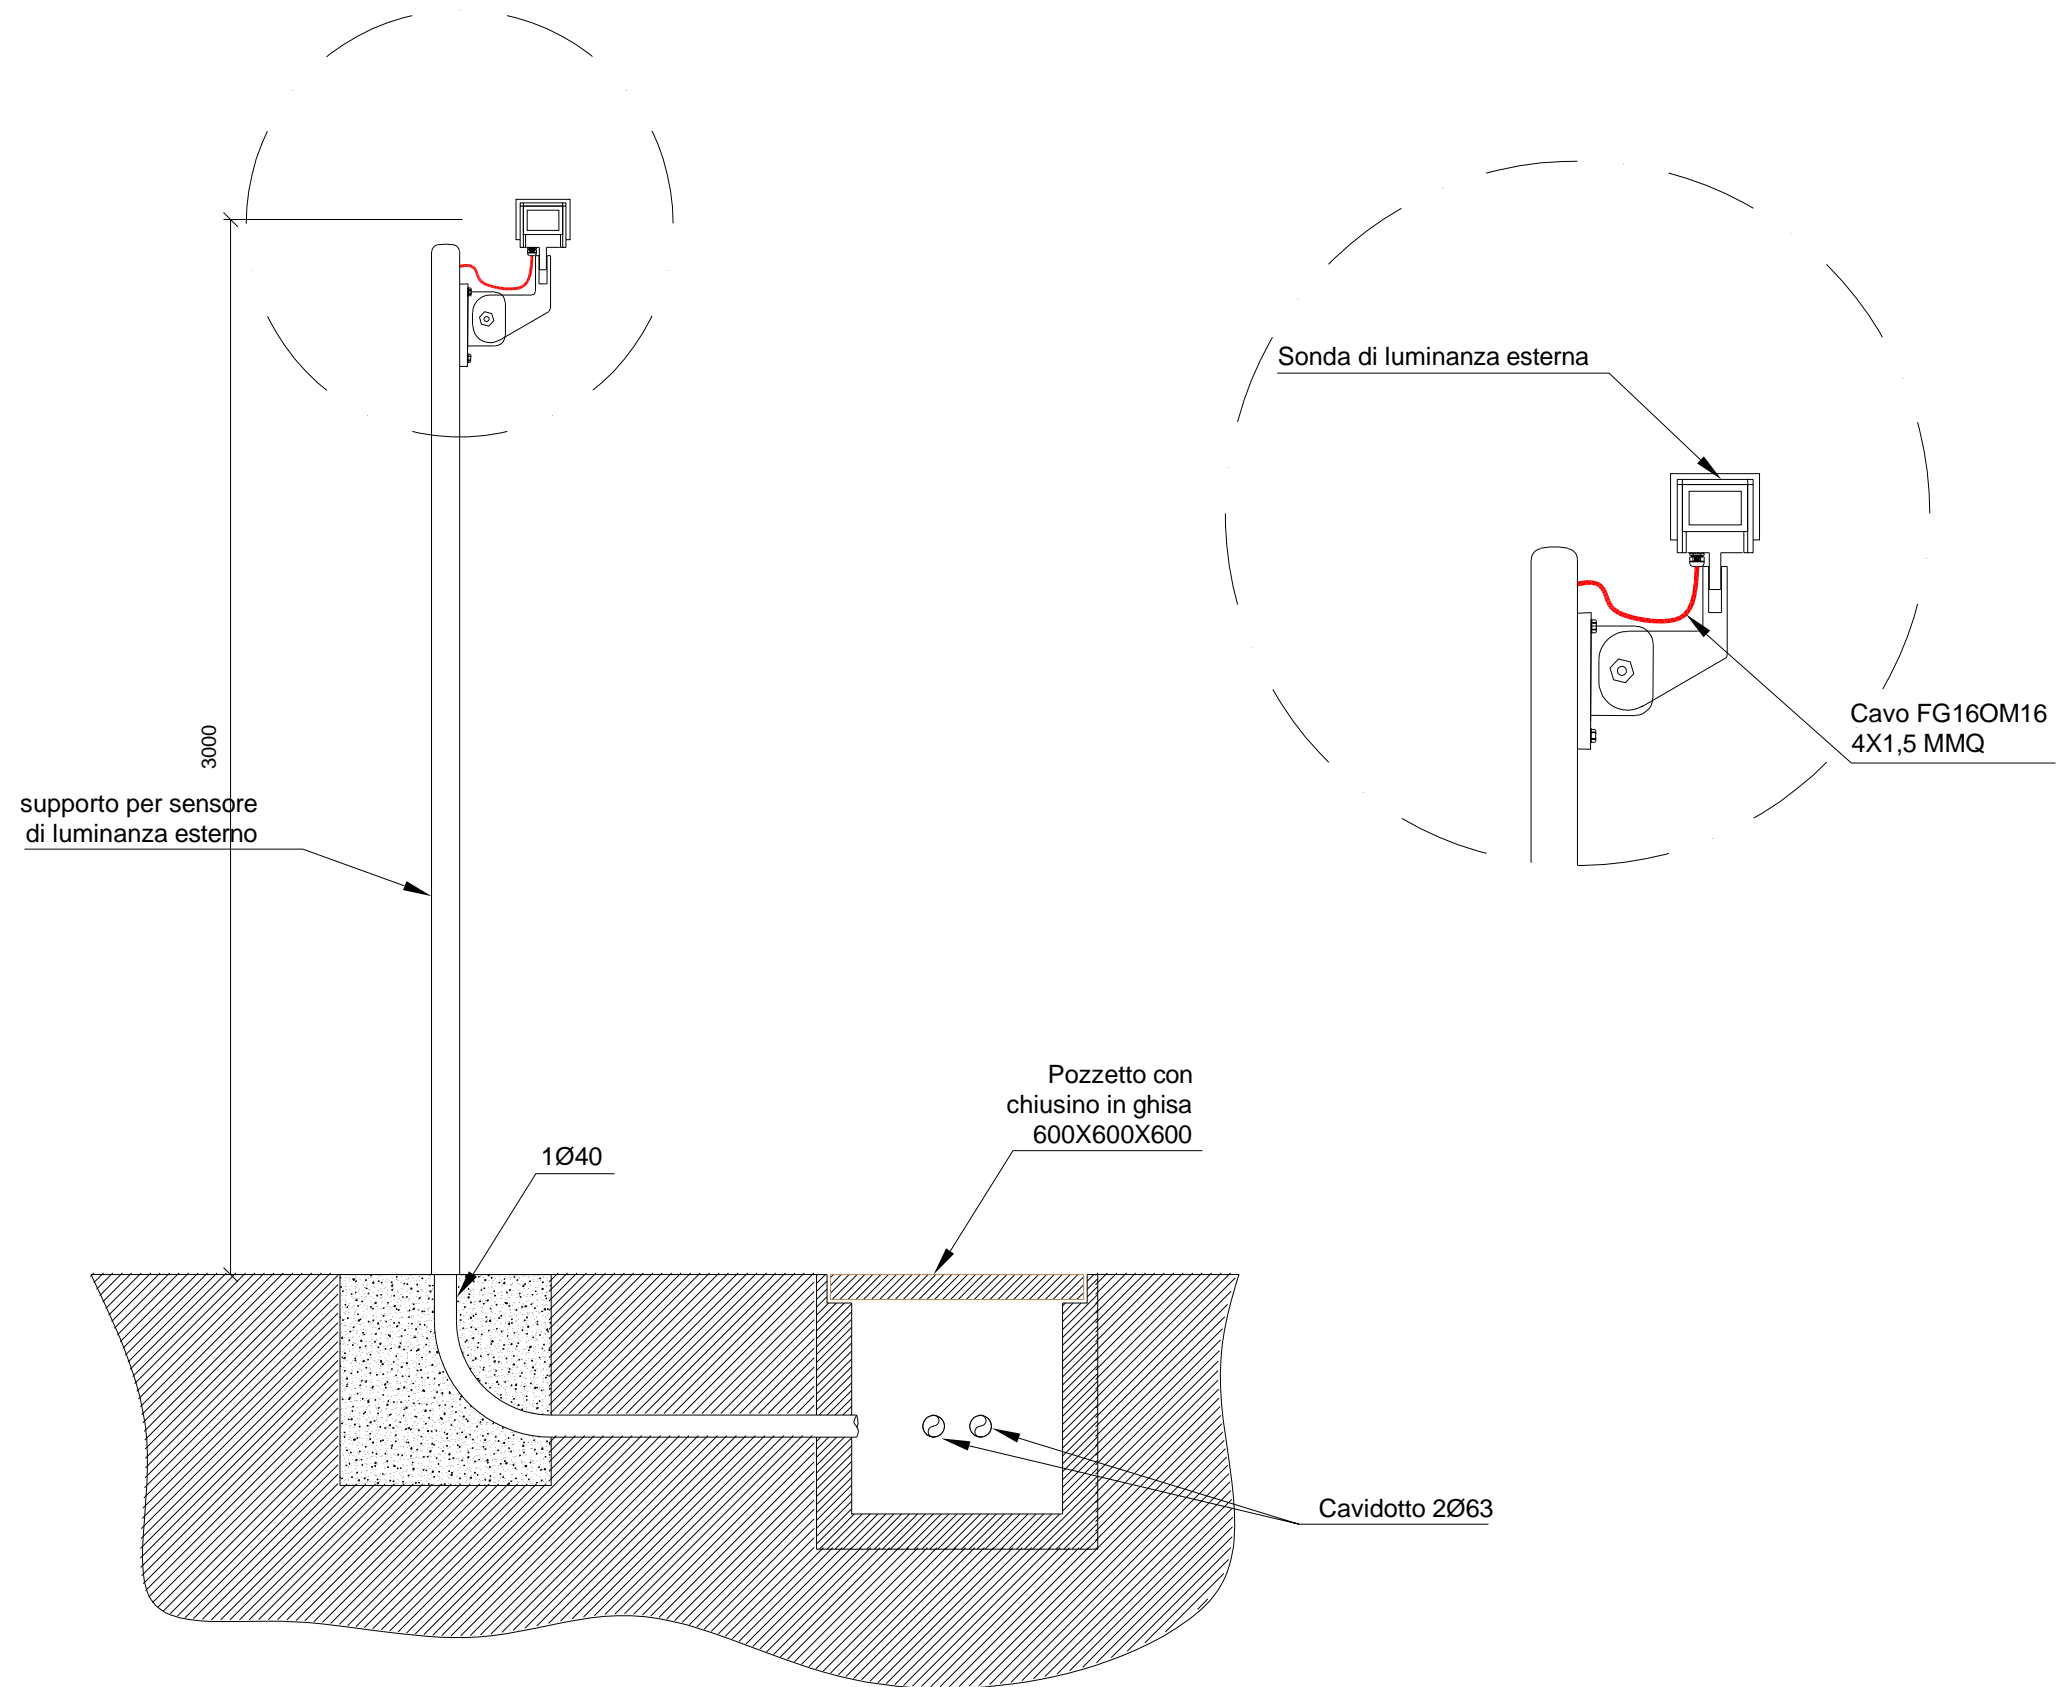 Sonda di luminanza esterna
Cavo FG16OM16
4X1,5 MMQ
3000
supporto per sensore
di luminanza esterno
Pozzetto con
chiusino in ghisa
600X600X600
1Ø40
Cavidotto 2Ø63